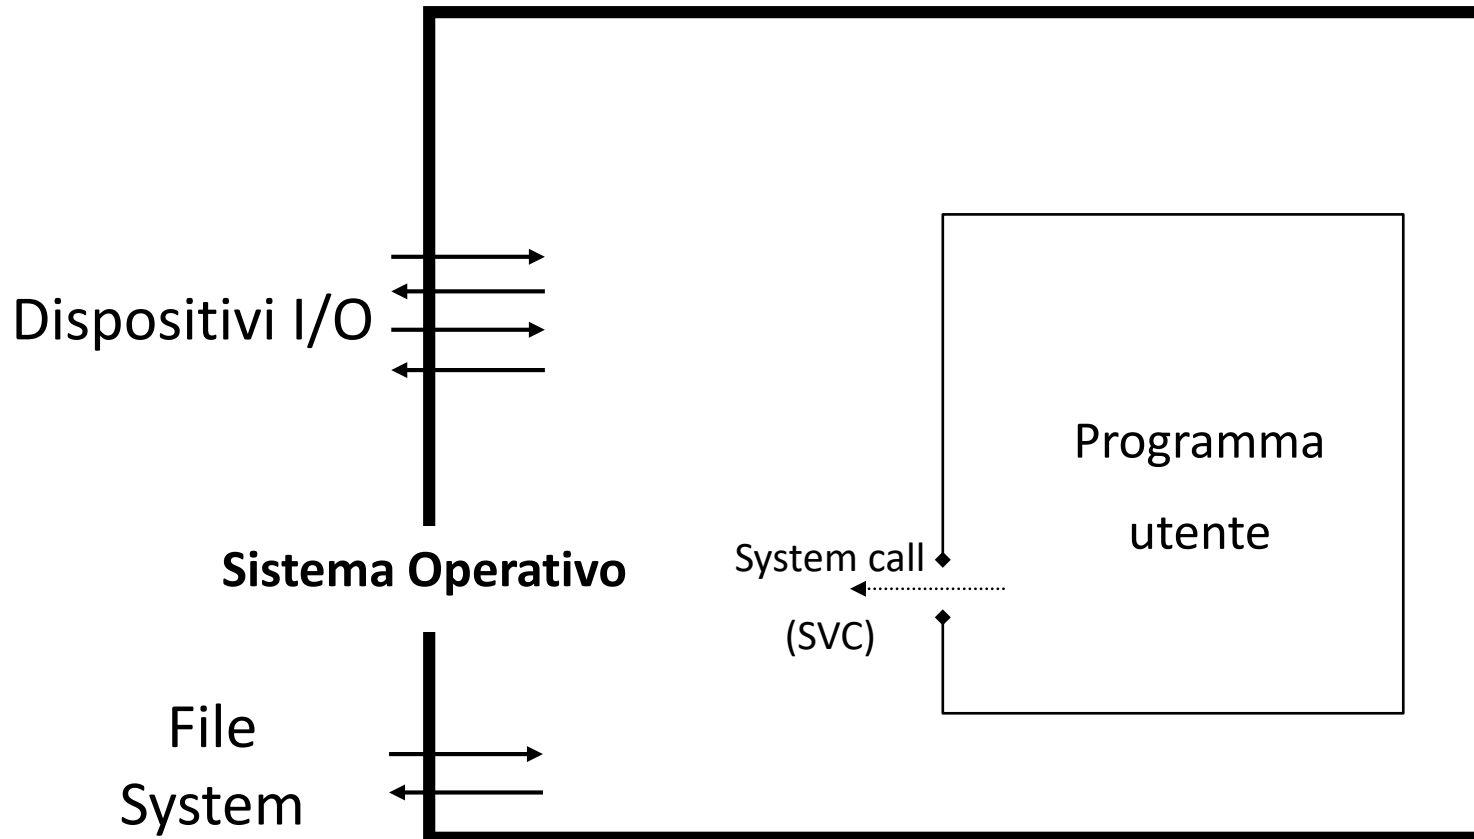 Dispositivi I/O
Programma
utente
System call
(SVC)
Sistema Operativo
File
System